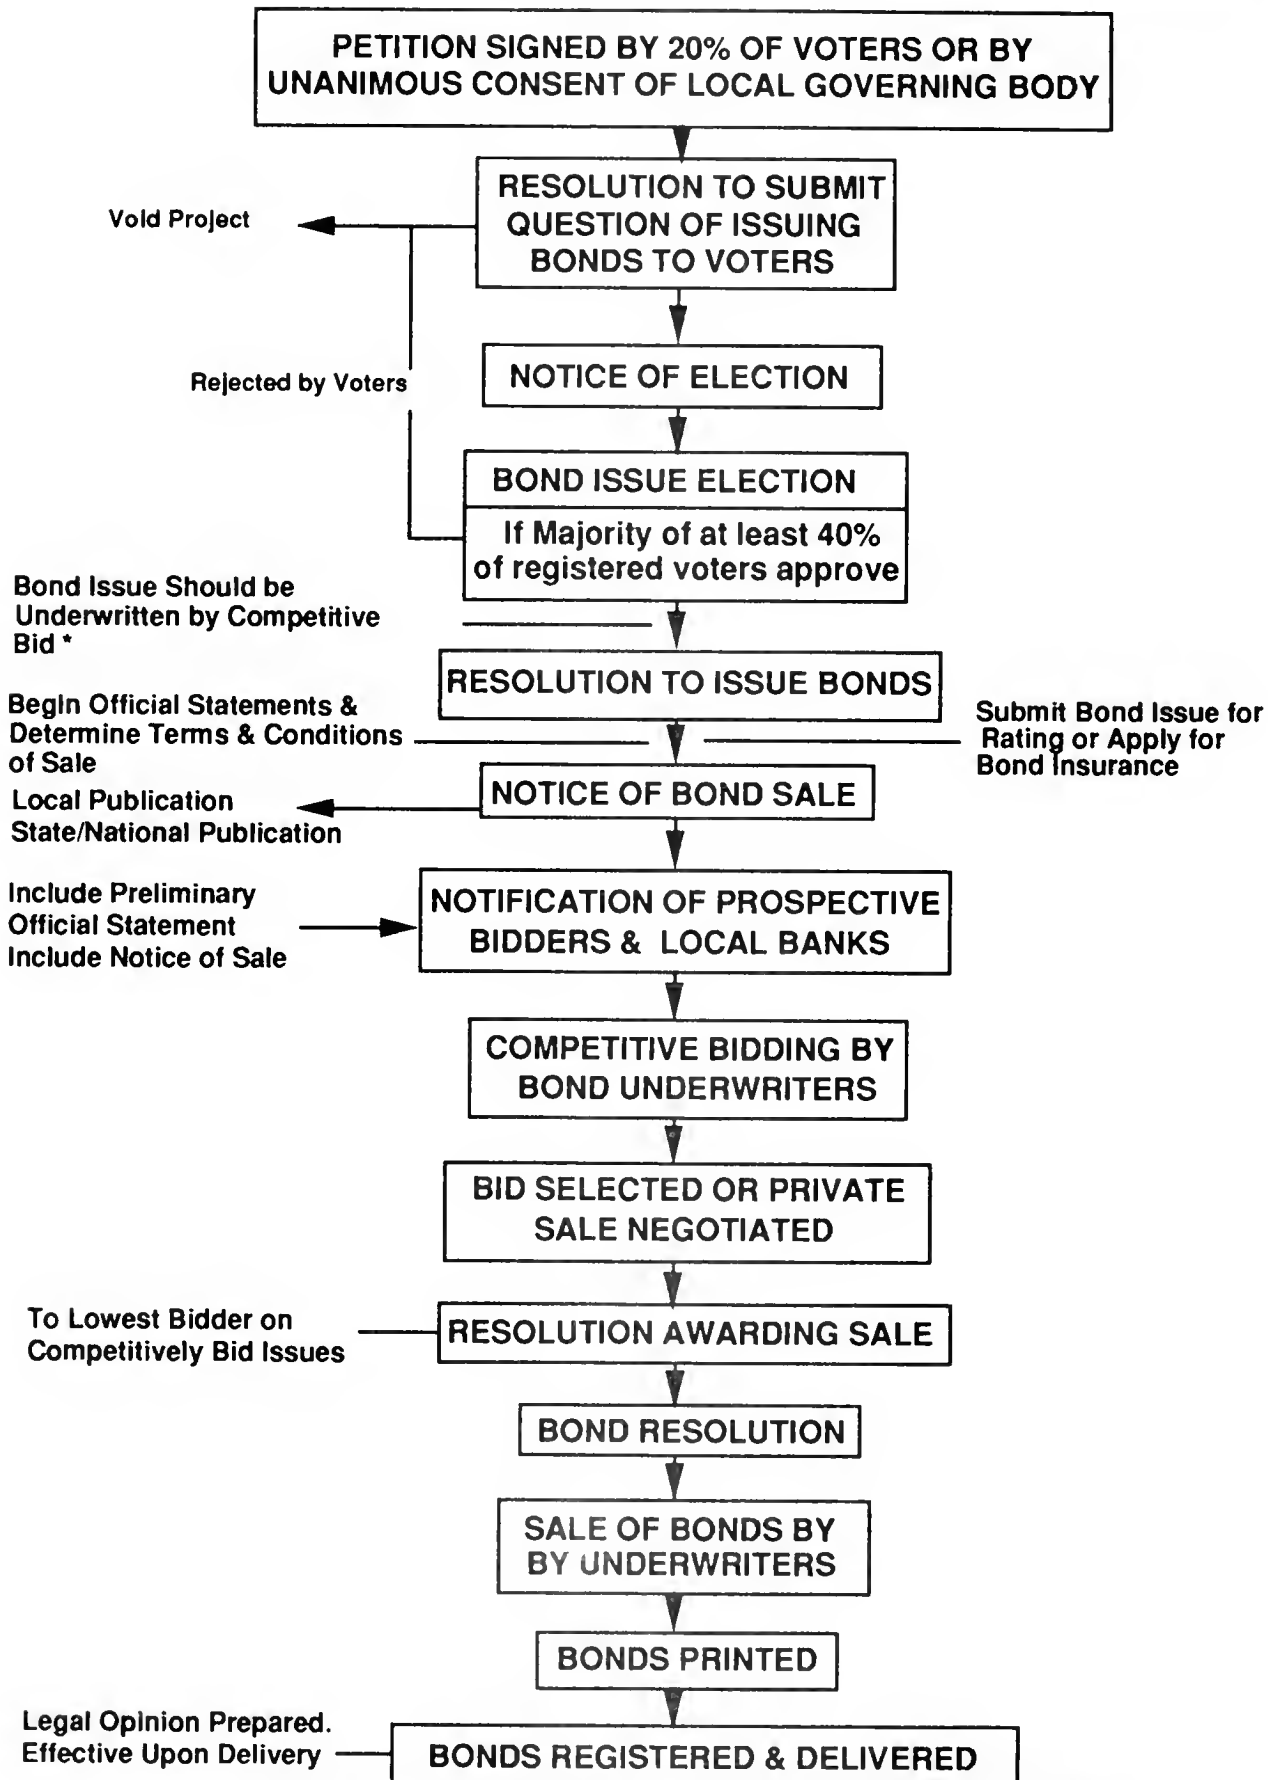 PETITION SIGNED BY 20% OF VOTERS OR BY
UNANIMOUS CONSENT OF LOCAL GOVERNING BODY
RESOLUTION TO SUBMIT
QUESTION OF ISSUING
BONDS TO VOTERS
Void Project
NOTICE OF ELECTION
Rejected by Voters
BOND ISSUE ELECTION
If Majority of at least 40%
of registered voters approve
Bond Issue Should be
Underwritten by Competitive
Bid *
RESOLUTION TO ISSUE BONDS
Begin Official Statements &
Determine Terms & Conditions
of Sale
Submit Bond Issue for
Rating or Apply for
Bond Insurance
NOTICE OF BOND SALE
Local Publication
State/National Publication
Include Preliminary
Official Statement
Include Notice of Sale
NOTIFICATION OF PROSPECTIVE
BIDDERS & LOCAL BANKS
COMPETITIVE BIDDING BY
BOND UNDERWRITERS
BID SELECTED OR PRIVATE
SALE NEGOTIATED
To Lowest Bidder on
Competitively Bid Issues
RESOLUTION AWARDING SALE
BOND RESOLUTION
SALE OF BONDS BY
BY UNDERWRITERS
BONDS PRINTED
Legal Opinion Prepared.
Effective Upon Delivery
BONDS REGISTERED & DELIVERED